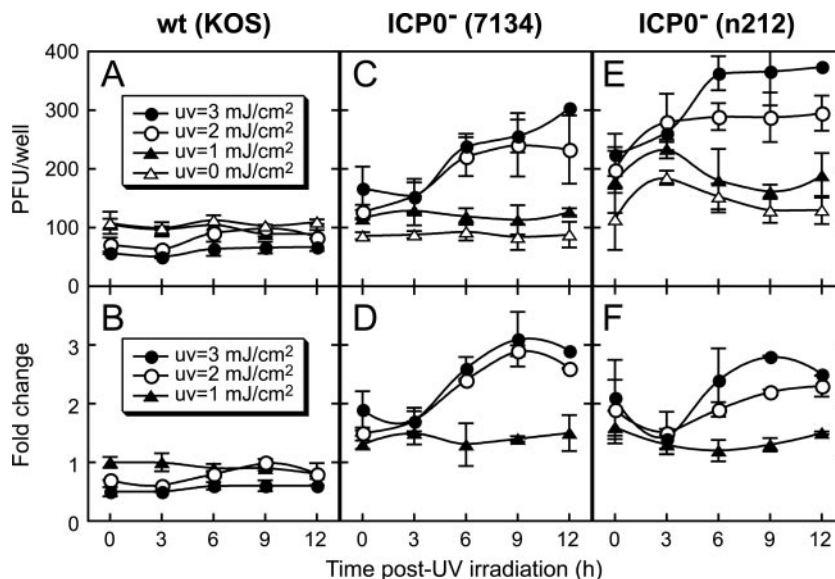 wt (KOS)
ICP0⁻ (7134)
ICP0⁻ (n212)
PFU/well
400
300
200
100
0
A
uv=3 mJ/cm²
uv=2 mJ/cm²
uv=1 mJ/cm²
uv=0 mJ/cm²
C
E
Fold change
3
2
1
0
B
uv=3 mJ/cm²
uv=2 mJ/cm²
uv=1 mJ/cm²
D
F
0 3 6 9 12
0 3 6 9 12
0 3 6 9 12
Time post-UV irradiation (h)